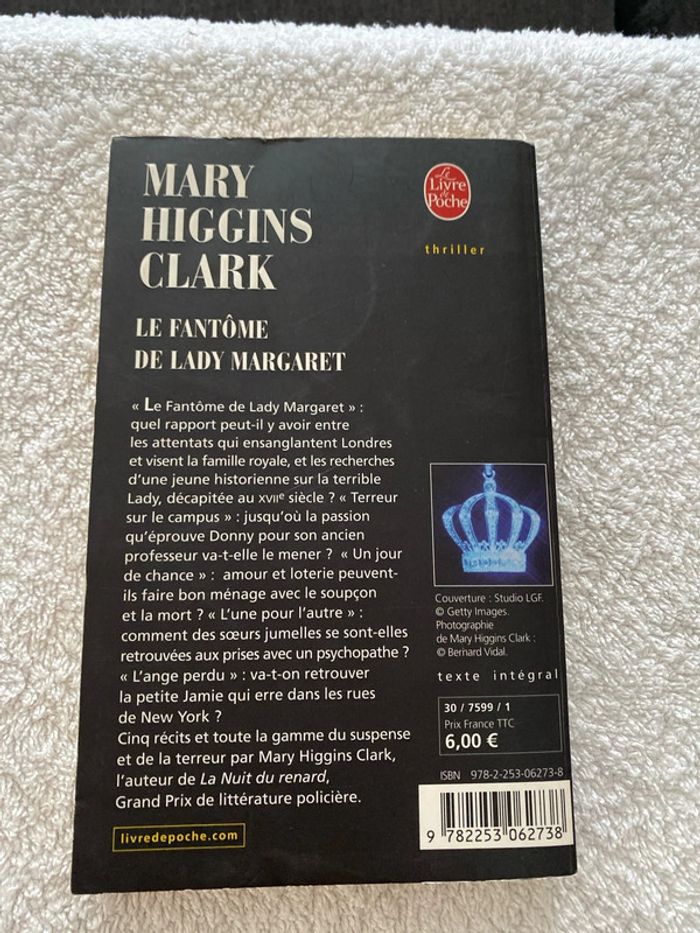 MARY
HIGGINS
CLARK
Le
Livre
de
Poche
thriller
LE FANTÔME
DE LADY MARGARET
« Le Fantôme de Lady Margaret » :
quel rapport peut-il y avoir entre
les attentats qui ensanglantent Londres
et visent la famille royale, et les recherches
d'une jeune historienne sur la terrible
Lady, décapitée au XVIIe siècle ? « Terreur
sur le campus » : jusqu'où la passion
qu'éprouve Donny pour son ancien
professeur va-t-elle le mener ? « Un jour
de chance » : amour et loterie peuvent-
ils faire bon ménage avec le soupçon
et la mort ? « L'une pour l'autre » :
comment des sœurs jumelles se sont-elles
retrouvées aux prises avec un psychopathe ?
« L'ange perdu » : va-t-on retrouver
la petite Jamie qui erre dans les rues
de New York ?
Cinq récits et toute la gamme du suspense
et de la terreur par Mary Higgins Clark,
l'auteur de La Nuit du renard,
Grand Prix de littérature policière.
livredepoche.com
Couverture : Studio LGF.
© Getty Images.
Photographie
de Mary Higgins Clark :
© Bernard Vidal.
texte intégral
30 / 7599 / 1
Prix France TTC
6,00 €
ISBN 978-2-253-06273-8
9 782253 062738